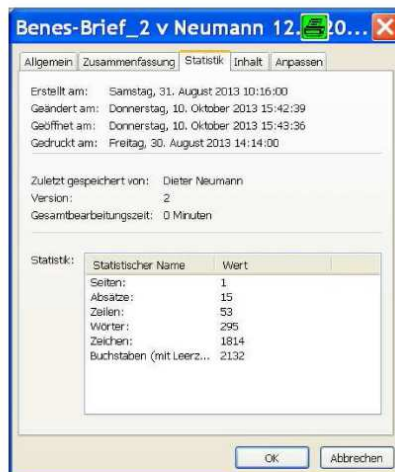 Benes-Brief_2 v Neumann 12. 20...
Allgemein Zusammenfassung Statistik Inhalt Anpassen
Erstellt am: Samstag, 31. August 2013 10:16:00
Geändert am: Donnerstag, 10. Oktober 2013 15:42:39
Geöffnet am: Donnerstag, 10. Oktober 2013 15:43:36
Gedruckt am: Freitag, 30. August 2013 14:14:00
Zuletzt gespeichert von: Dieter Neumann
Version: 2
Gesamtbearbeitungszeit: 0 Minuten
Statistik:
Statistischer Name Wert
Seiten: 1
Absätze: 15
Zeilen: 53
Wörter: 295
Zeichen: 1814
Buchstaben (mit Leerz... 2132
OK Abbrechen